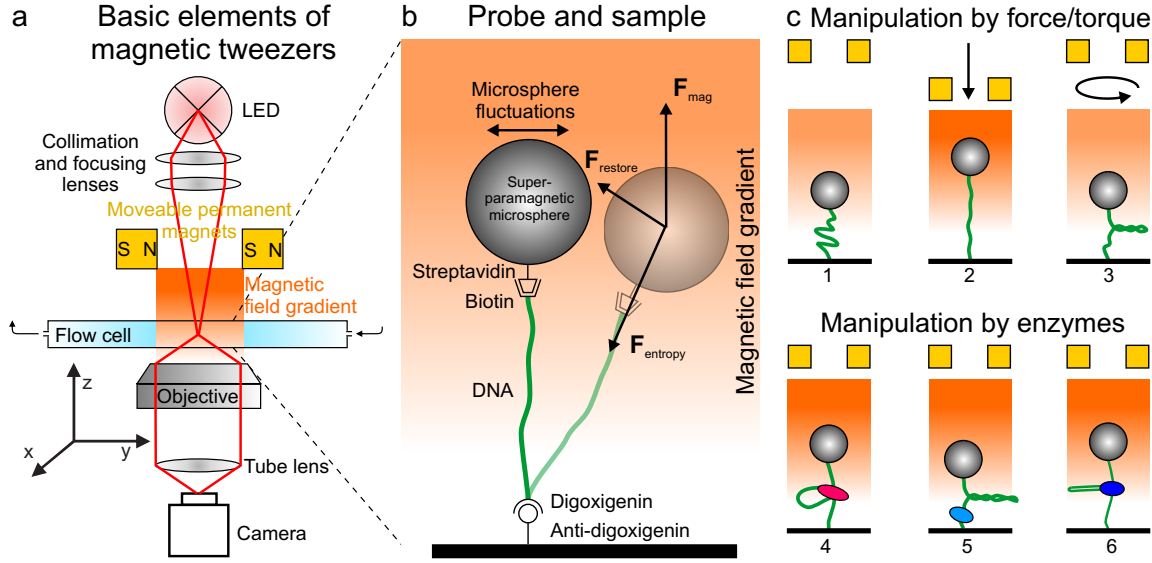 a
Basic elements of
magnetic tweezers
LED
Collimation and
and focusing
lenses
Moveable permanent
magnets
S N
S N
Magnetic
field gradient
Flow cell
Objective
z
x
y
Tube lens
Camera
b
Probe and sample
Microsphere
fluctuations
Fmag
Frestore
Super-
paramagnetic
microsphere
Streptavidin
Biotin
Fentropy
DNA
Magnetic field gradient
Digoxigenin
Anti-digoxigenin
c
Manipulation by force/torque
1
2
3
Manipulation by enzymes
4
5
6